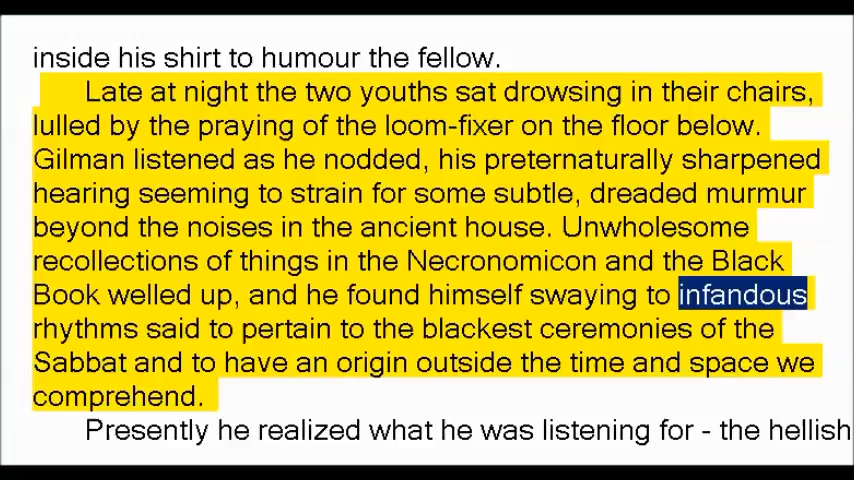 inside his shirt to humour the fellow.
Late at night the two youths sat drowsing in their chairs,
lulled by the praying of the loom-fixer on the floor below.
Gilman listened as he nodded, his preternaturally sharpened
hearing seeming to strain for some subtle, dreaded murmur
beyond the noises in the ancient house. Unwholesome
recollections of things in the Necronomicon and the Black
Book welled up, and he found himself swaying to infandous
rhythms said to pertain to the blackest ceremonies of the
Sabbat and to have an origin outside the time and space we
comprehend.
Presently he realized what he was listening for - the hellish